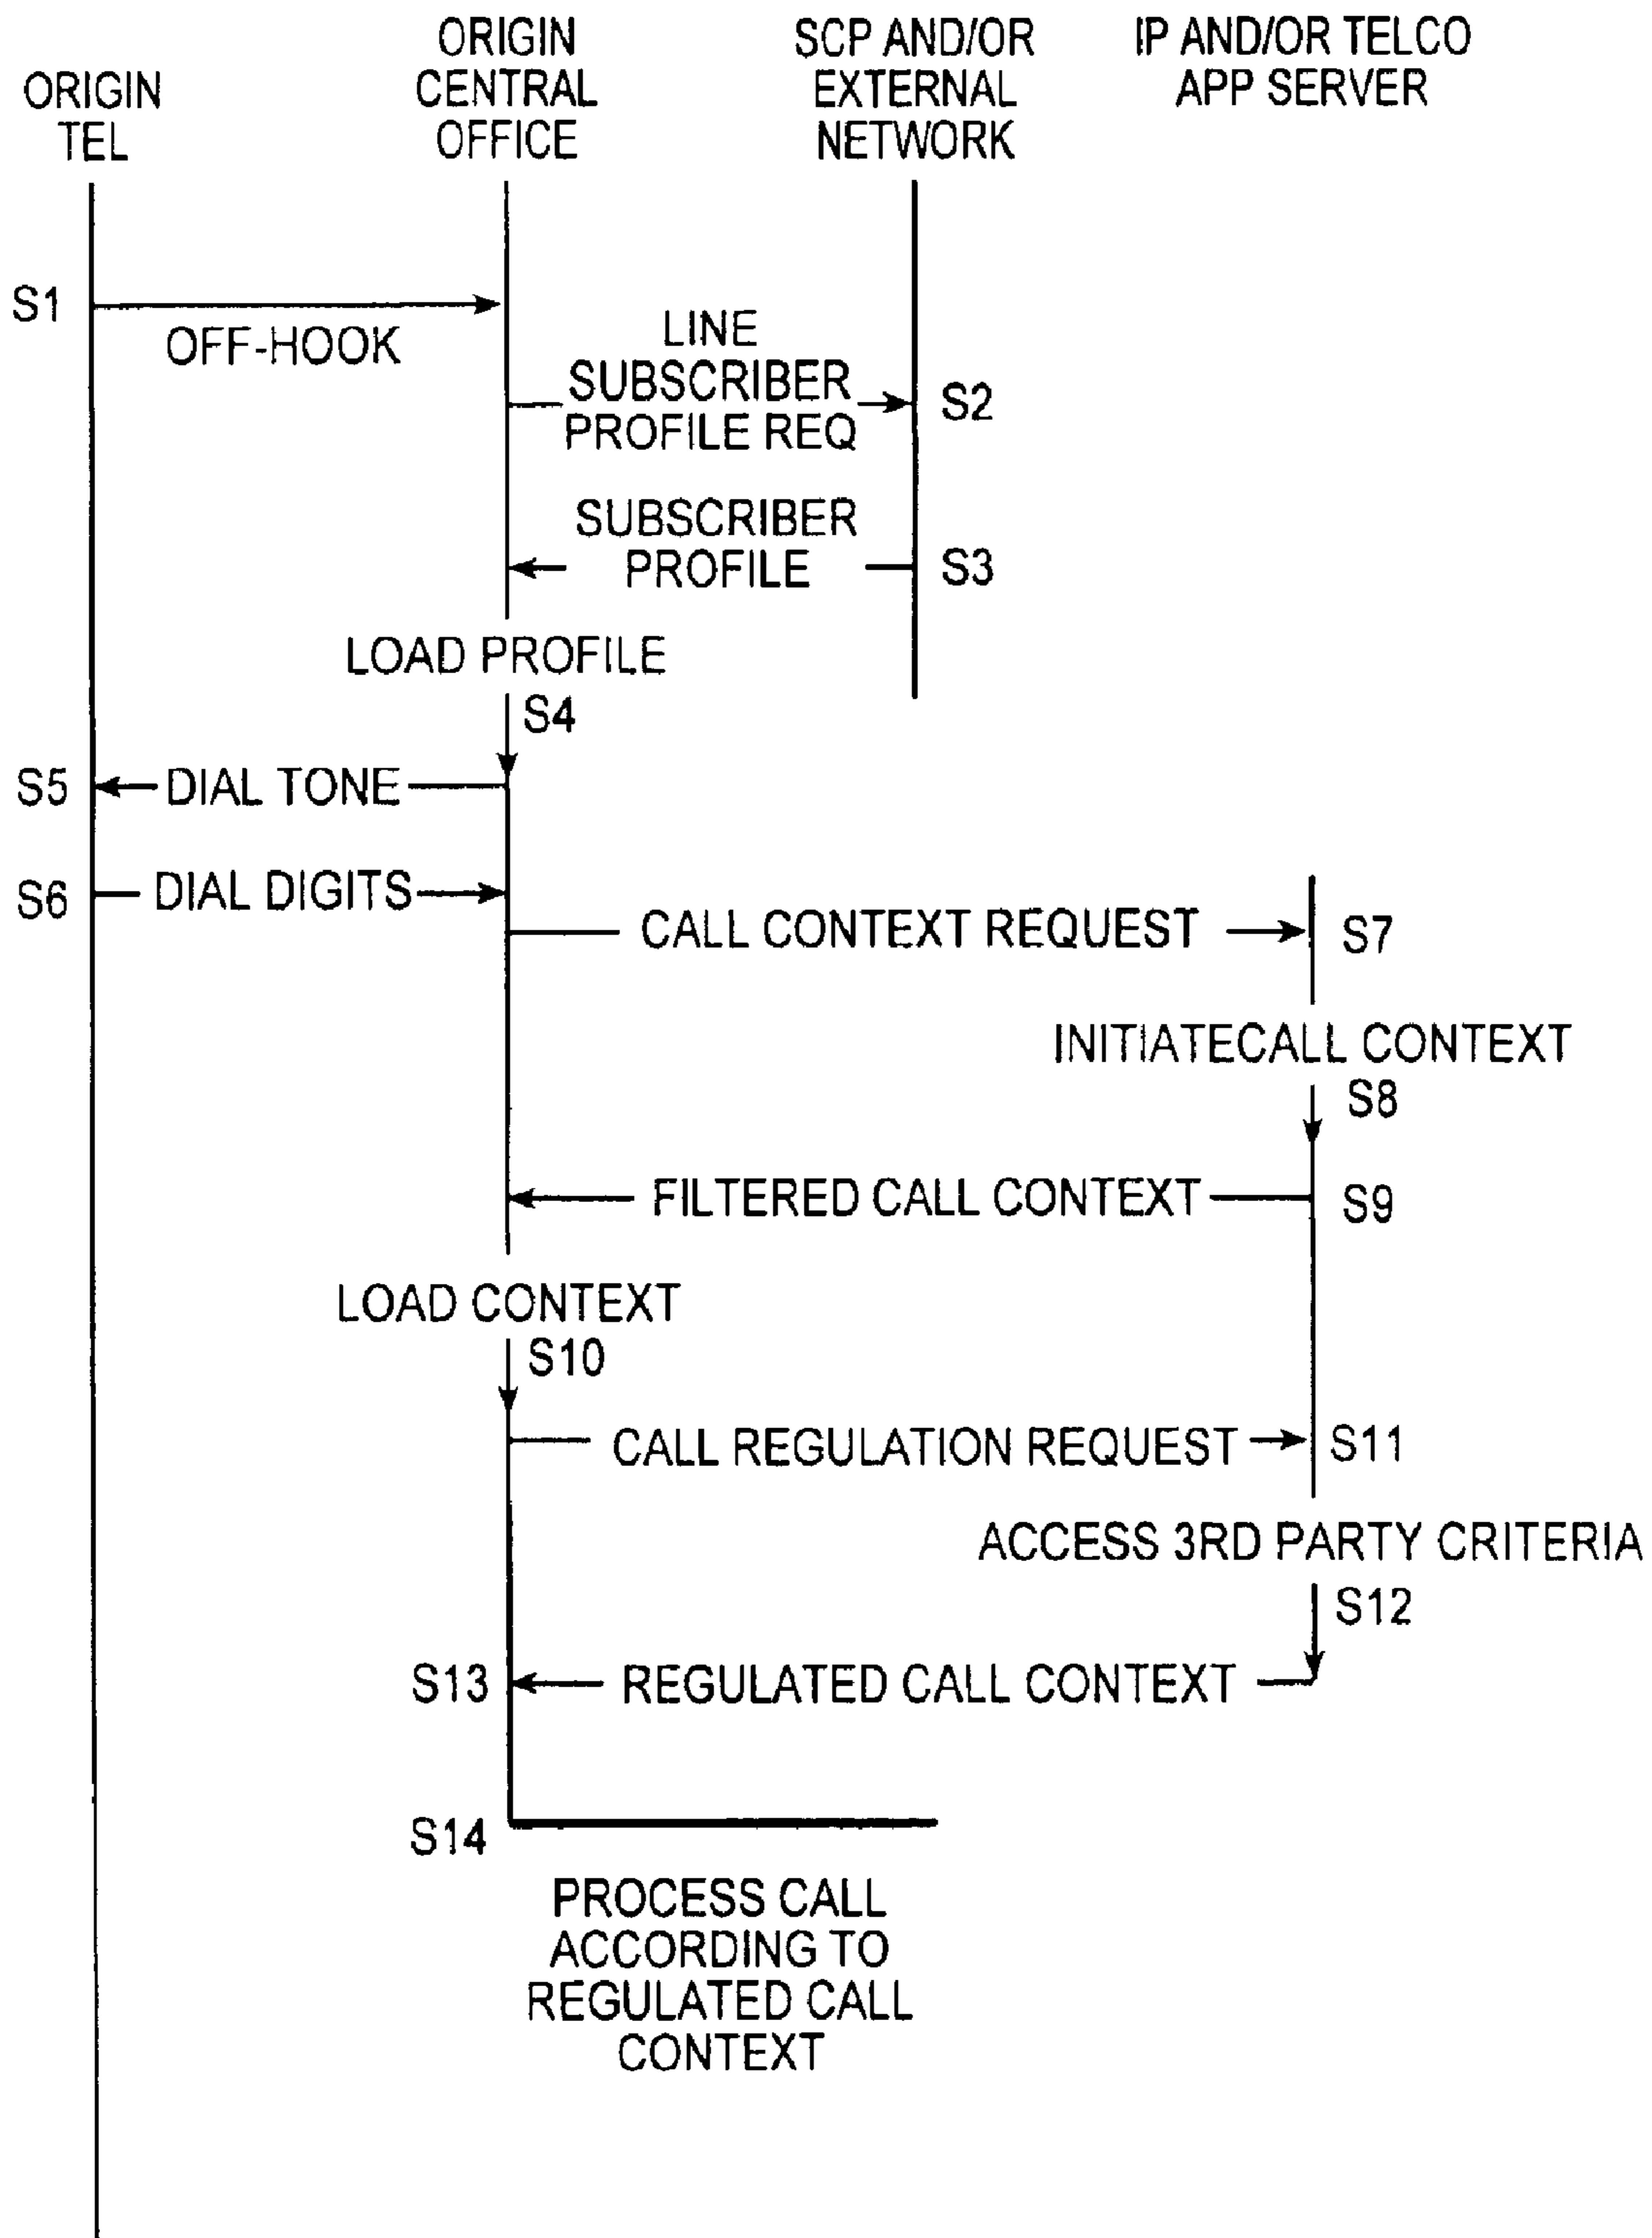 ORIGIN
TEL
ORIGIN
CENTRAL
OFFICE
SCP AND/OR
EXTERNAL
NETWORK
IP AND/OR TELCO
APP SERVER
S1
OFF-HOOK
LINE
SUBSCRIBER
PROFILE REQ
S2
SUBSCRIBER
PROFILE
S3
LOAD PROFILE
S4
S5
DIAL TONE
S6
DIAL DIGITS
CALL CONTEXT REQUEST
S7
INITIATECALL CONTEXT
S8
FILTERED CALL CONTEXT
S9
LOAD CONTEXT
S10
CALL REGULATION REQUEST
S11
ACCESS 3RD PARTY CRITERIA
S12
S13
REGULATED CALL CONTEXT
S14
PROCESS CALL
ACCORDING TO
REGULATED CALL
CONTEXT